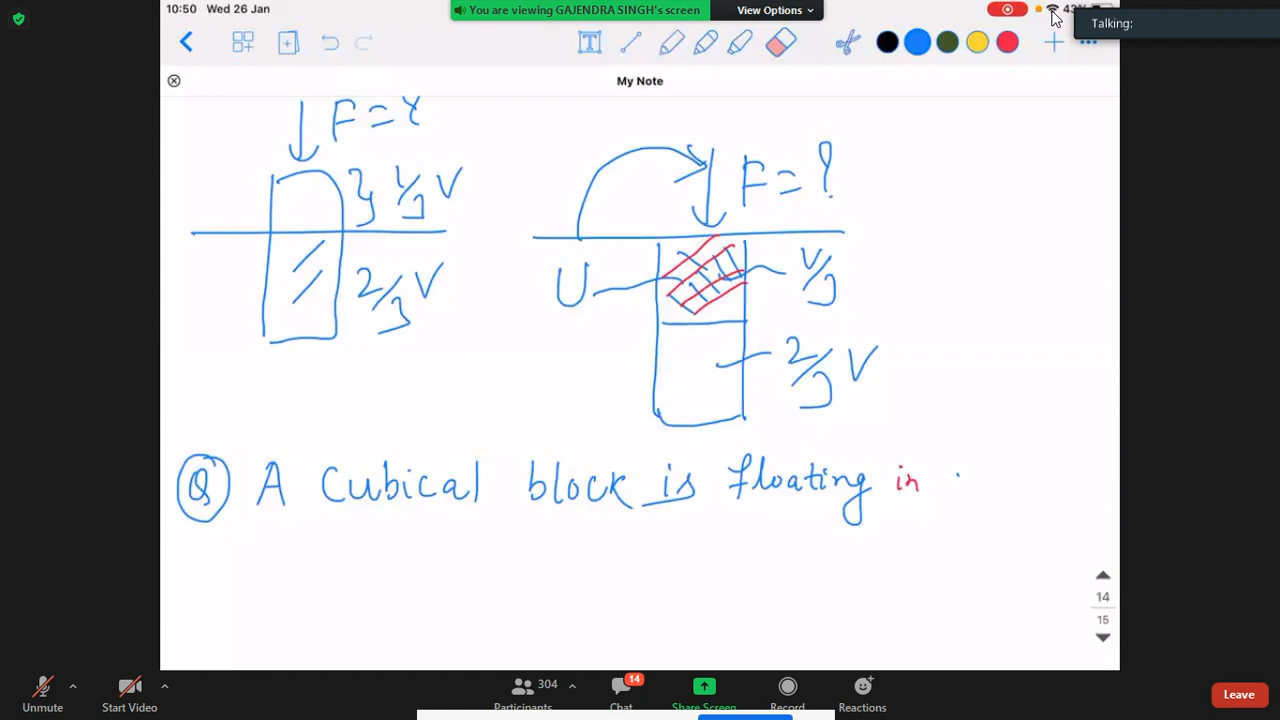 10:50 Wed 26 Jan
You are viewing GAJENDRA SINGH's screen
View Options
43%
Talking:
My Note
F = ?
1/3 V
2/3 V
F = ?
U
V/3
2/3 V
Q A Cubical block is floating in
14
15
Unmute
Start Video
304
Participants
14
Chat
Share Screen
Record
Reactions
Leave